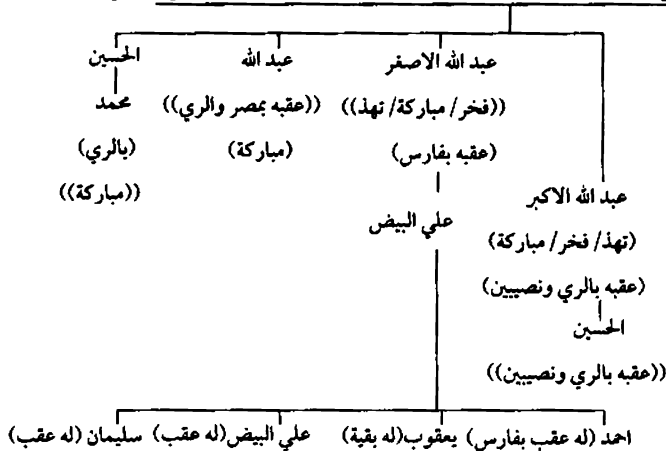 عبد الله الاصغر عبد الله الحسين
((فخر/ مباركة/ تهذ)) ((عقبه بمصر والري)) محمد
(عقبه بفارس) (مباركة) (بالري)
((مباركة))
عبد الله الاكبر
علي البيض
(تهذ/ فخر/ مباركة)
(عقبه بالري ونصيبين)
الحسين
((عقبه بالري ونصيبين))
احمد (له عقب بفارس) يعقوب(له بقية) علي البيض(له عقب) سليمان (له عقب)